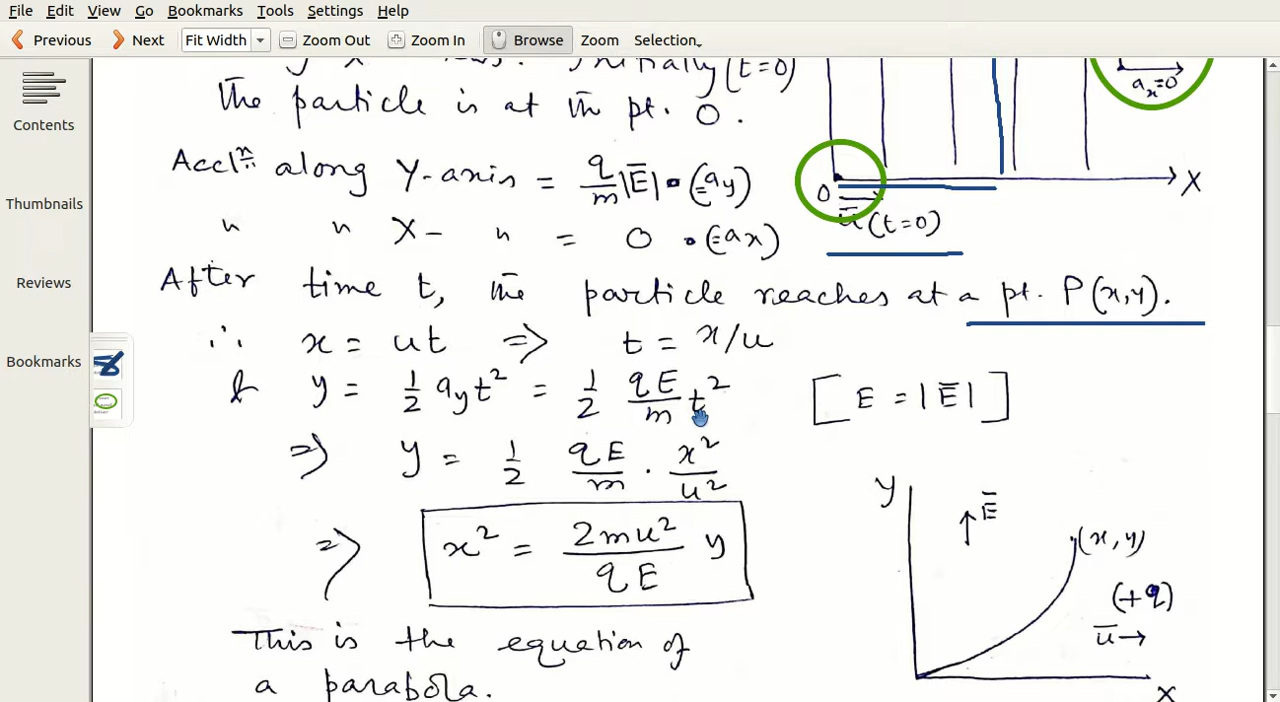 File Edit View Go Bookmarks Tools Settings Help
Previous Next Fit Width Zoom Out Zoom In Browse Zoom Selection
Contents
Thumbnails
Reviews
Bookmarks
Initially (t=0)
The particle is at th pt. O.
Accln along Y-axis = q/m |E̅| · (=ay)
" " X- " = 0 · (=ax)
After time t, the particle reaches at a pt. P(x,y).
∴ x = ut => t = x/u
& y = 1/2 ayt² = 1/2 qE/m t² [E = |E̅|]
=> y = 1/2 qE/m · x²/u²
=> x² = 2mu²/qE y
This is the equation of
a parabola.
ax=0
X
O
u̅ (t=0)
Y
E̅
(x,y)
(+q)
u̅ →
X